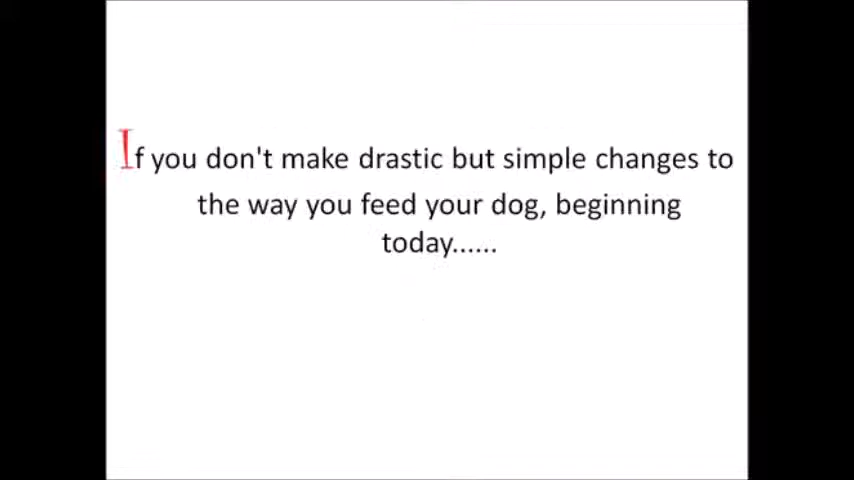 If you don't make drastic but simple changes to
the way you feed your dog, beginning
today......